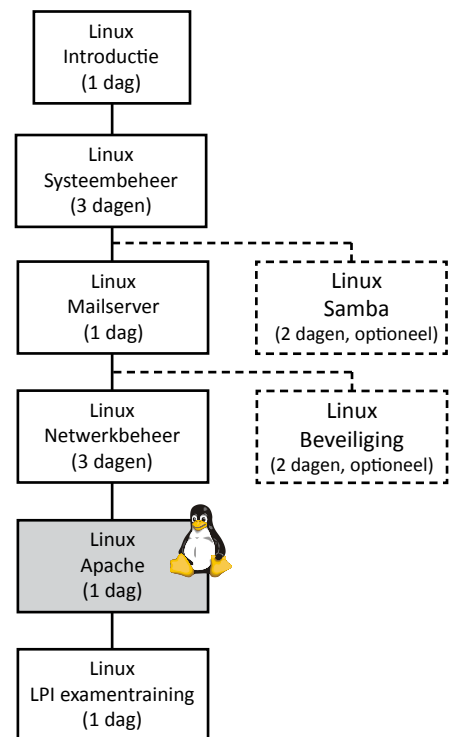 Linux
Introductie
(1 dag)
Linux
Systeembeheer
(3 dagen)
Linux
Mailserver
(1 dag)
Linux
Samba
(2 dagen, optioneel)
Linux
Netwerkbeheer
(3 dagen)
Linux
Beveiliging
(2 dagen, optioneel)
Linux
Apache
(1 dag)
Linux
LPI examentraining
(1 dag)